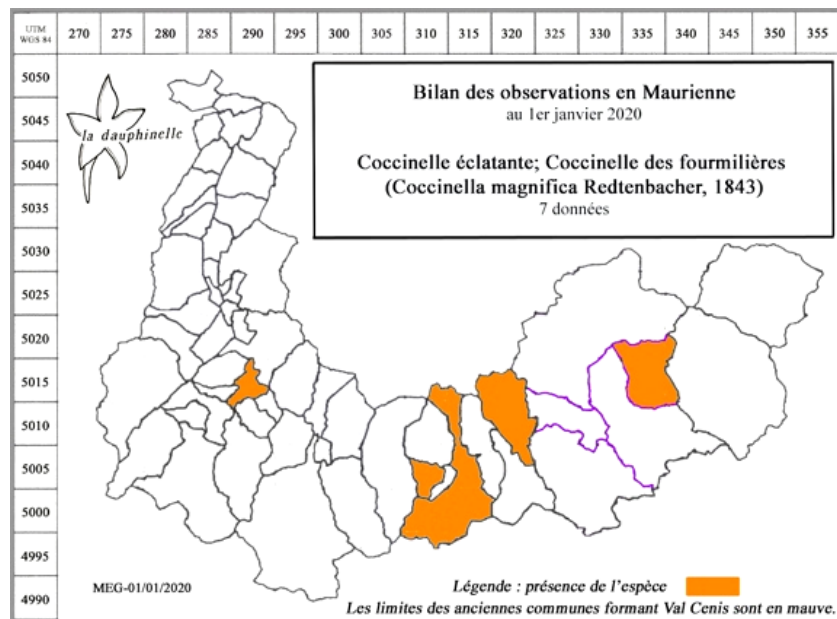 UTM
WGS 84
270 275 280 285 290 295 300 305 310 315 320 325 330 335 340 345 350 355
5050
5045
5040
5035
5030
5025
5020
5015
5010
5005
5000
4995
4990
la dauphinelle
Bilan des observations en Maurienne
au 1er janvier 2020
Coccinelle éclatante; Coccinelle des fourmilières
(Coccinella magnifica Redtenbacher, 1843)
7 données
MEG-01/01/2020
Légende : présence de l'espèce
Les limites des anciennes communes formant Val Cenis sont en mauve.